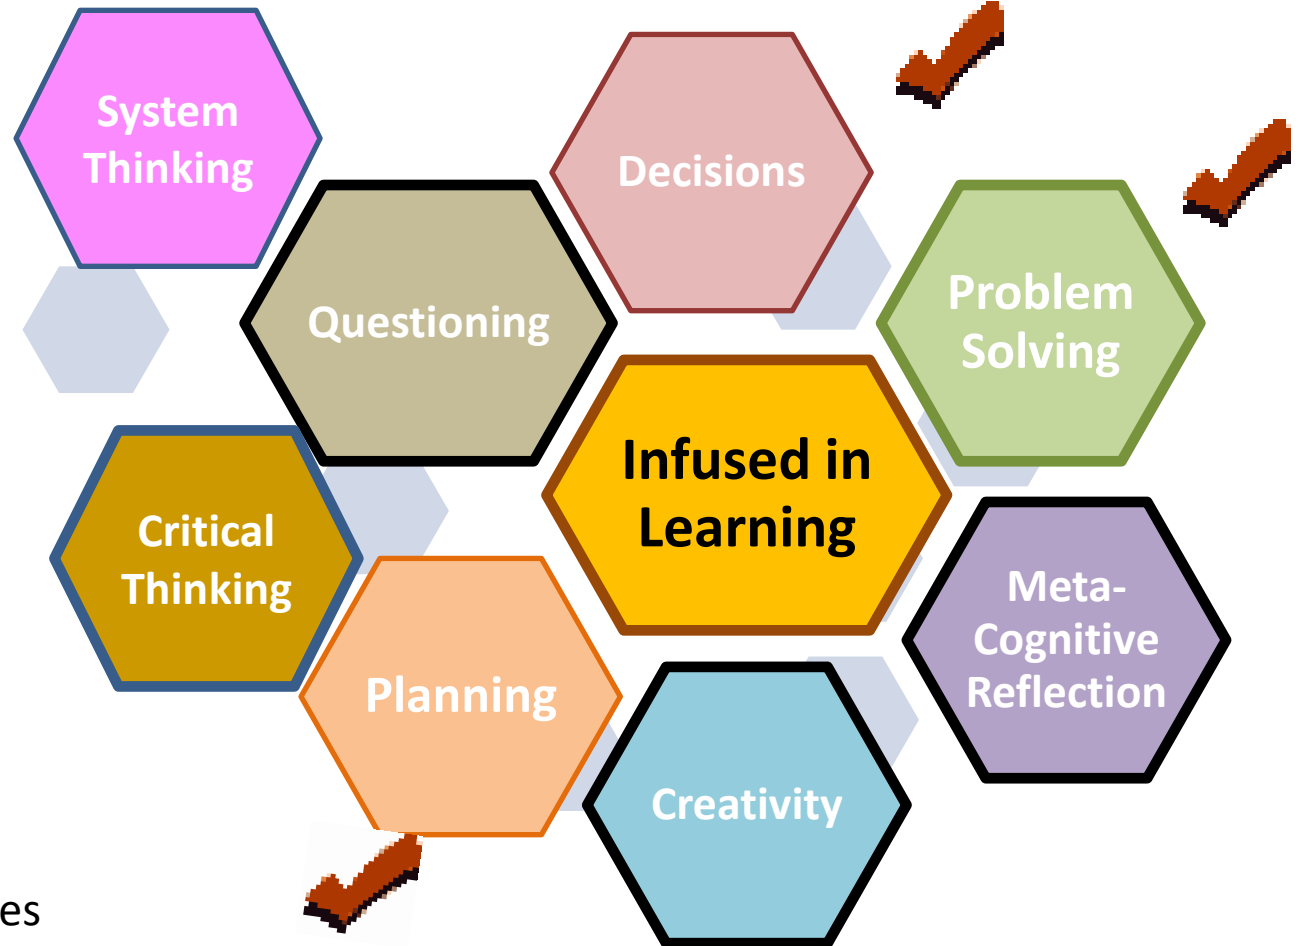 System
Thinking
Decisions
Questioning
Problem
Solving
Infused in
Learning
Critical
Thinking
Meta-
Cognitive
Reflection
Planning
Creativity
es